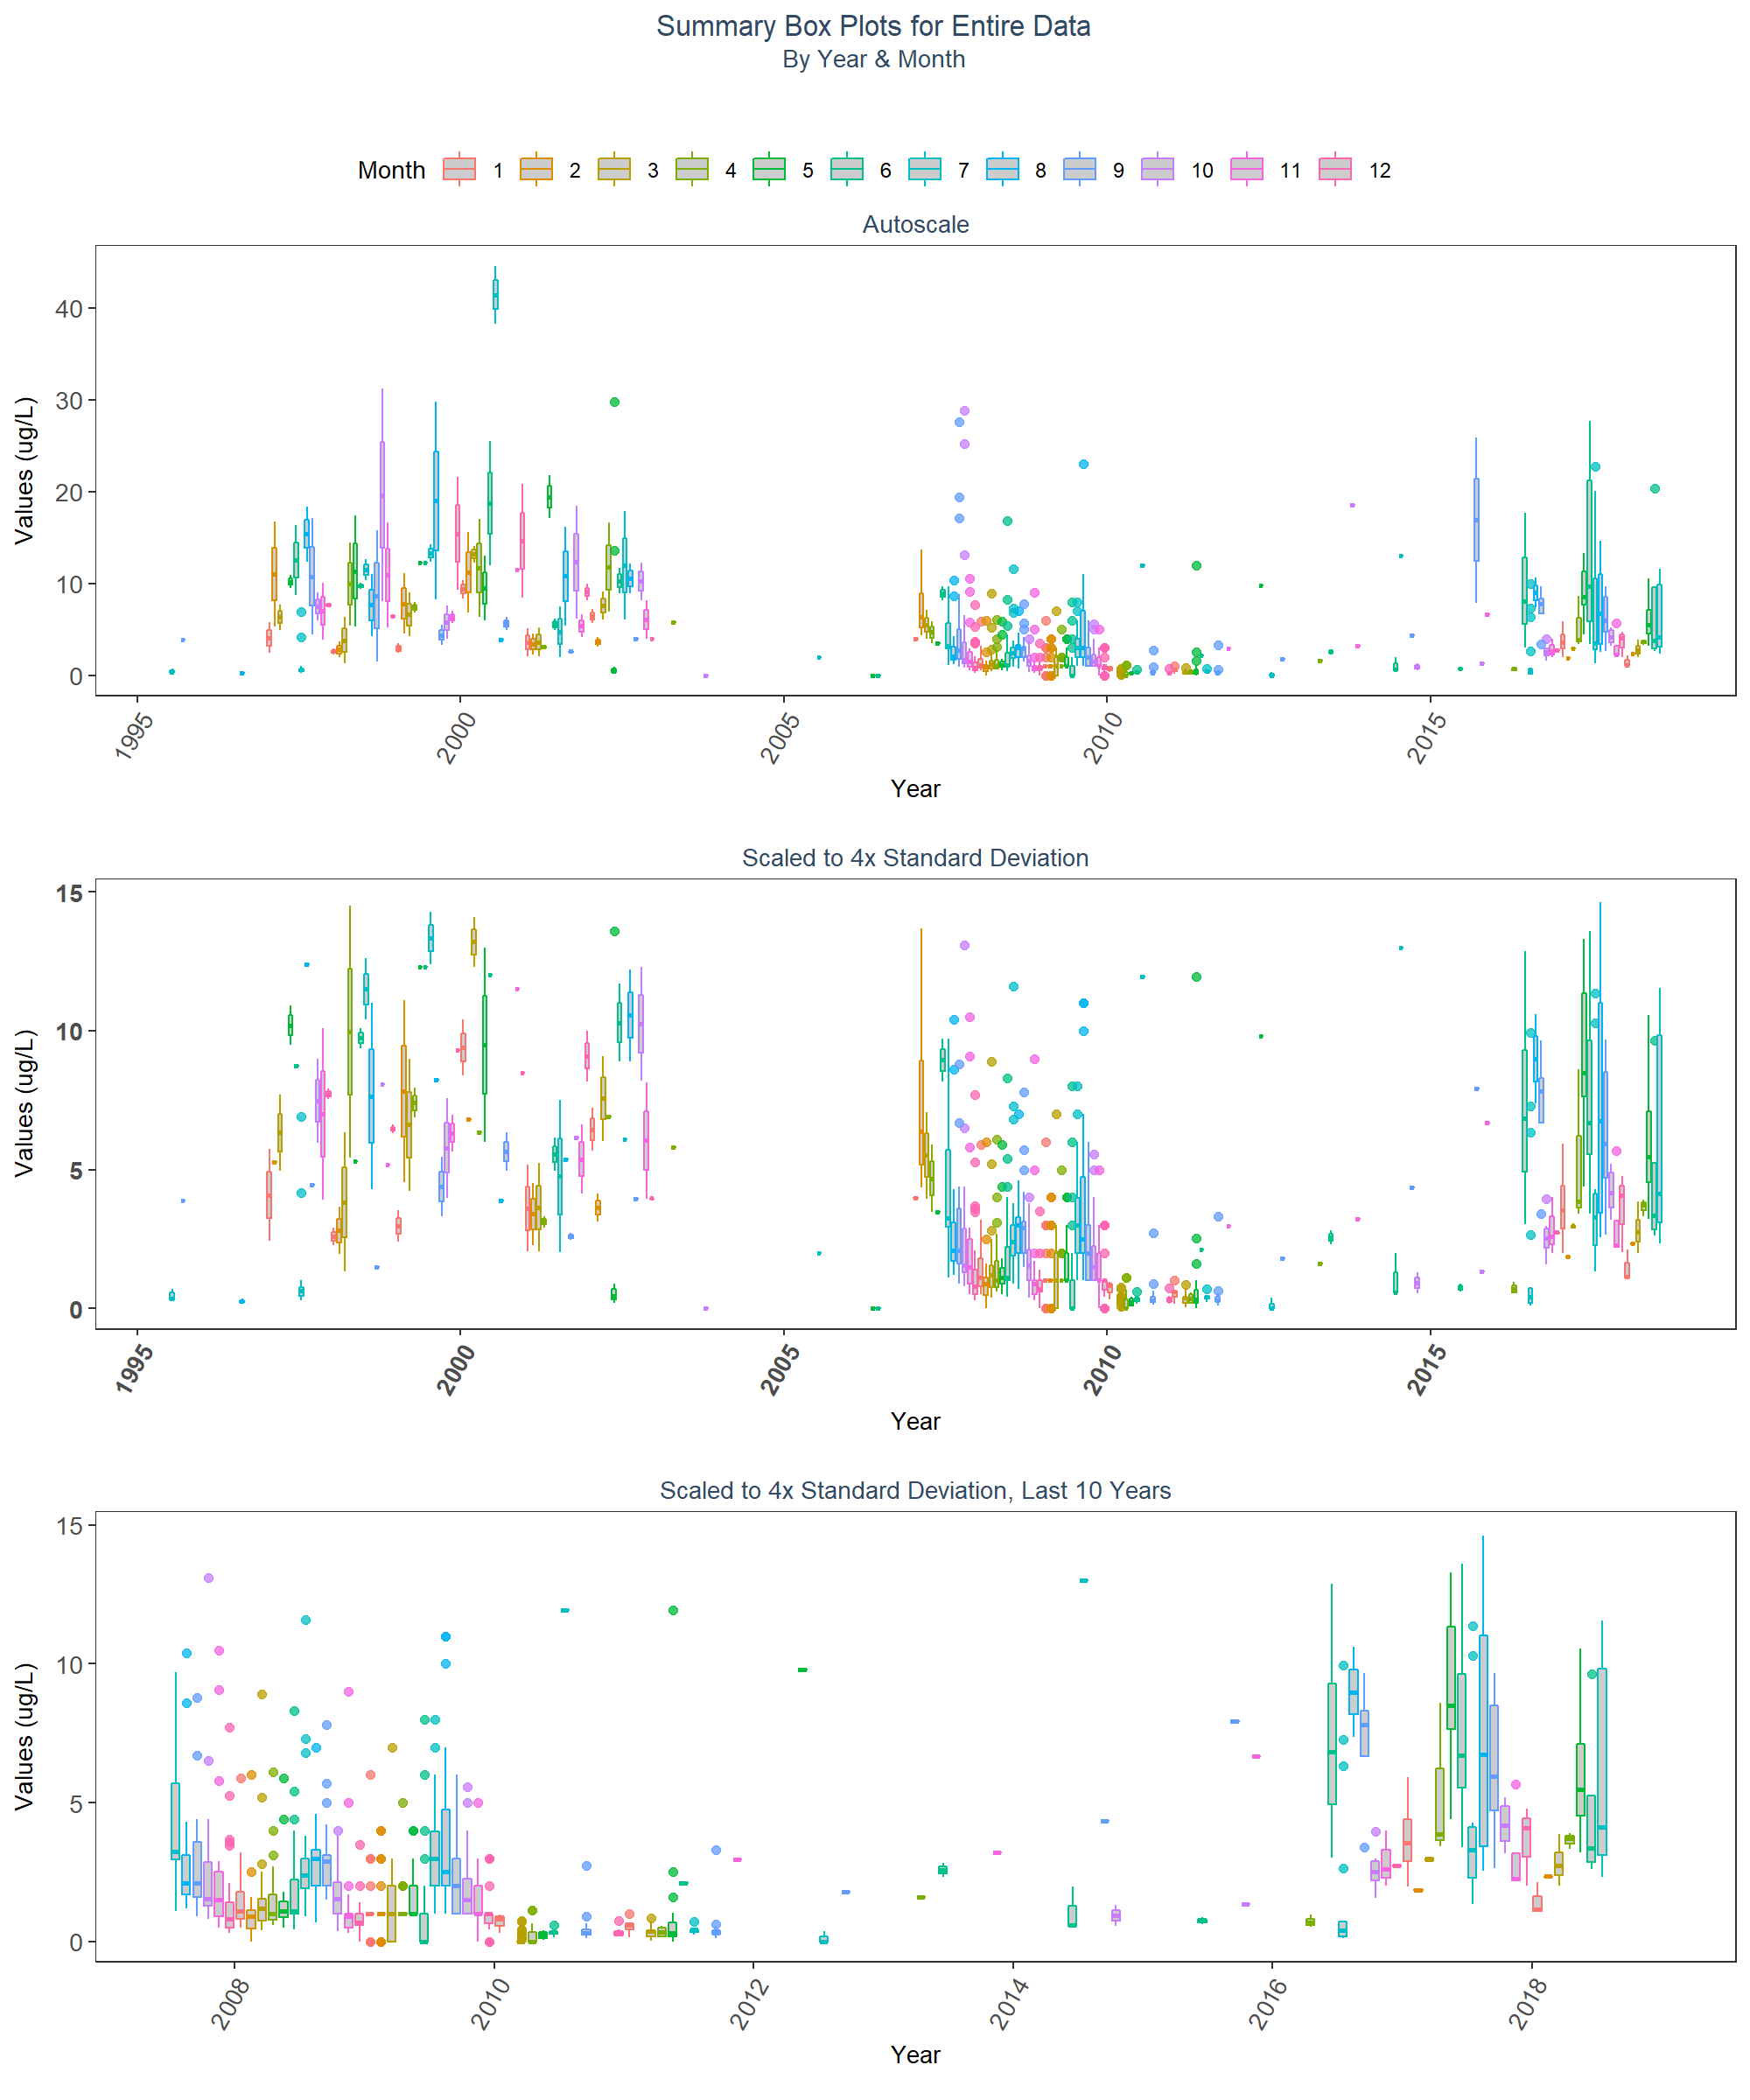 Summary Box Plots for Entire Data
By Year & Month
Month 1 2 3 4 5 6 7 8 9 10 11 12
Autoscale
Values (ug/L)
40
30
20
10
0
1995 2000 2005 2010 2015
Year
Scaled to 4x Standard Deviation
Values (ug/L)
15
10
5
0
1995 2000 2005 2010 2015
Year
Scaled to 4x Standard Deviation, Last 10 Years
Values (ug/L)
15
10
5
0
2008 2010 2012 2014 2016 2018
Year